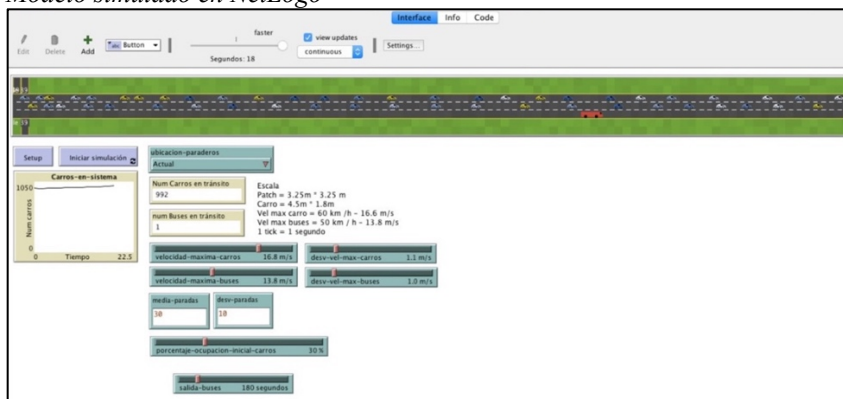 Modelo simulado en NetLogo
Interface Info Code
Edit Delete Add Button faster view updates
Segundos: 18 continuous Settings...
Setup Iniciar simulación
ubicacion-paraderos
Actual
Carros-en-sistema
1050
Num carros
0
0 Tiempo 22.5
Num Carros en tránsito
992
num Buses en tránsito
1
Escala
Patch = 3.25m * 3.25 m
Carro = 4.5m * 1.8m
Vel max carro = 60 km /h - 16.6 m/s
Vel max buses = 50 km / h - 13.8 m/s
1 tick = 1 segundo
velocidad-maxima-carros 16.8 m/s
desv-vel-max-carros 1.1 m/s
velocidad-maxima-buses 13.8 m/s
desv-vel-max-buses 1.0 m/s
media-paradas
30
desv-paradas
10
porcentaje-ocupacion-inicial-carros 30 %
salida-buses 180 segundos